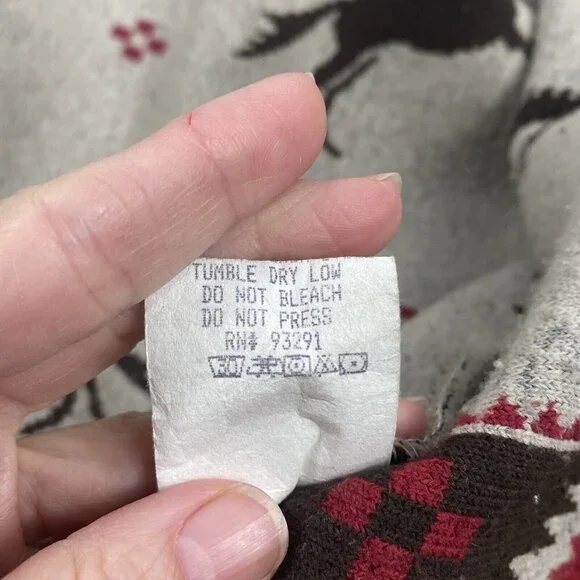 TUMBLE DRY LOW
DO NOT BLEACH
DO NOT PRESS
RN# 93291